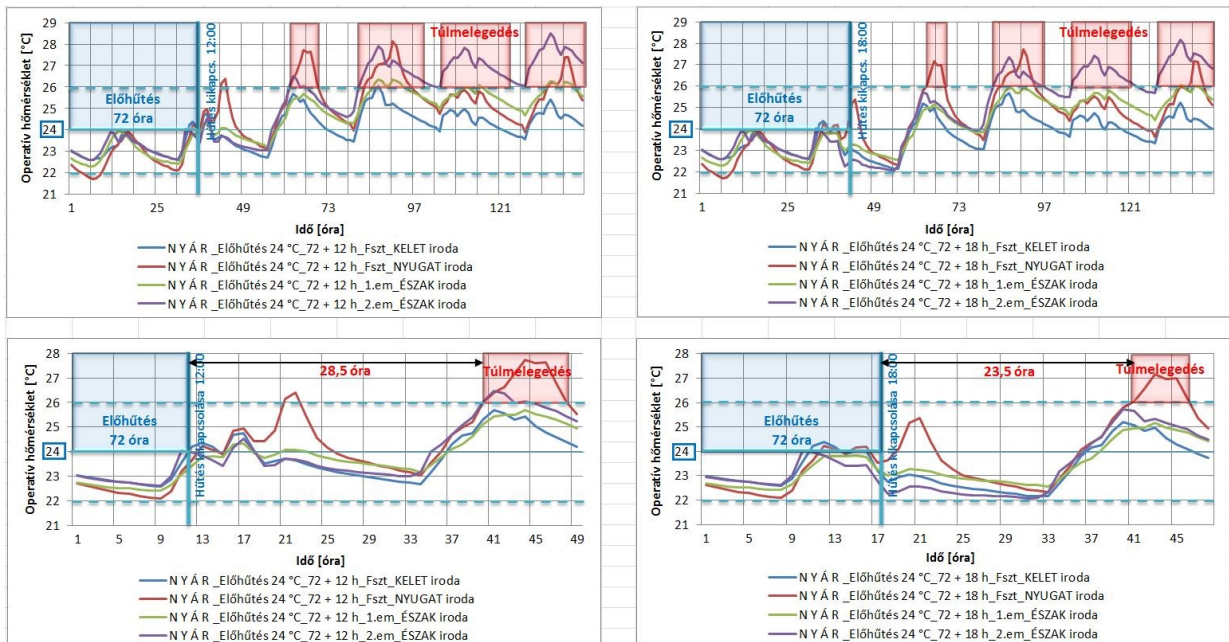 Operatív hőmérséklet [°C]
29
28
27
26
25
24
23
22
21
Előhűtés
72 óra
Hűtés kikapcs. 12:00
Túlmelegedés
1 25 49 73 97 121
Idő [óra]
N Y Á R _Előhűtés 24 °C_72 + 12 h_Fszt_KELET iroda
N Y Á R _Előhűtés 24 °C_72 + 12 h_Fszt_NYUGAT iroda
N Y Á R _Előhűtés 24 °C_72 + 12 h_1.em_ÉSZAK iroda
N Y Á R _Előhűtés 24 °C_72 + 12 h_2.em_ÉSZAK iroda
Operatív hőmérséklet [°C]
29
28
27
26
25
24
23
22
21
Előhűtés
72 óra
Hűtés kikapcs. 18:00
Túlmelegedés
1 25 49 73 97 121
Idő [óra]
N Y Á R _Előhűtés 24 °C_72 + 18 h_Fszt_KELET iroda
N Y Á R _Előhűtés 24 °C_72 + 18 h_Fszt_NYUGAT iroda
N Y Á R _Előhűtés 24 °C_72 + 18 h_1.em_ÉSZAK iroda
N Y Á R _Előhűtés 24 °C_72 + 18 h_2.em_ÉSZAK iroda
Operatív hőmérséklet [°C]
28
27
26
25
24
23
22
21
Előhűtés
72 óra
Hűtés kikapcsolása 12:00
28,5 óra
Túlmelegedés
1 5 9 13 17 21 25 29 33 37 41 45 49
Idő [óra]
N Y Á R _Előhűtés 24 °C_72 + 12 h_Fszt_KELET iroda
N Y Á R _Előhűtés 24 °C_72 + 12 h_Fszt_NYUGAT iroda
N Y Á R _Előhűtés 24 °C_72 + 12 h_1.em_ÉSZAK iroda
N Y Á R _Előhűtés 24 °C_72 + 12 h_2.em_ÉSZAK iroda
Operatív hőmérséklet [°C]
28
27
26
25
24
23
22
21
Előhűtés
72 óra
Hűtés kikapcsolása 18:00
23,5 óra
Túlmelegedés
1 5 9 13 17 21 25 29 33 37 41 45
Idő [óra]
N Y Á R _Előhűtés 24 °C_72 + 18 h_Fszt_KELET iroda
N Y Á R _Előhűtés 24 °C_72 + 18 h_Fszt_NYUGAT iroda
N Y Á R _Előhűtés 24 °C_72 + 18 h_1.em_ÉSZAK iroda
N Y Á R _Előhűtés 24 °C_72 + 18 h_2.em_ÉSZAK iroda